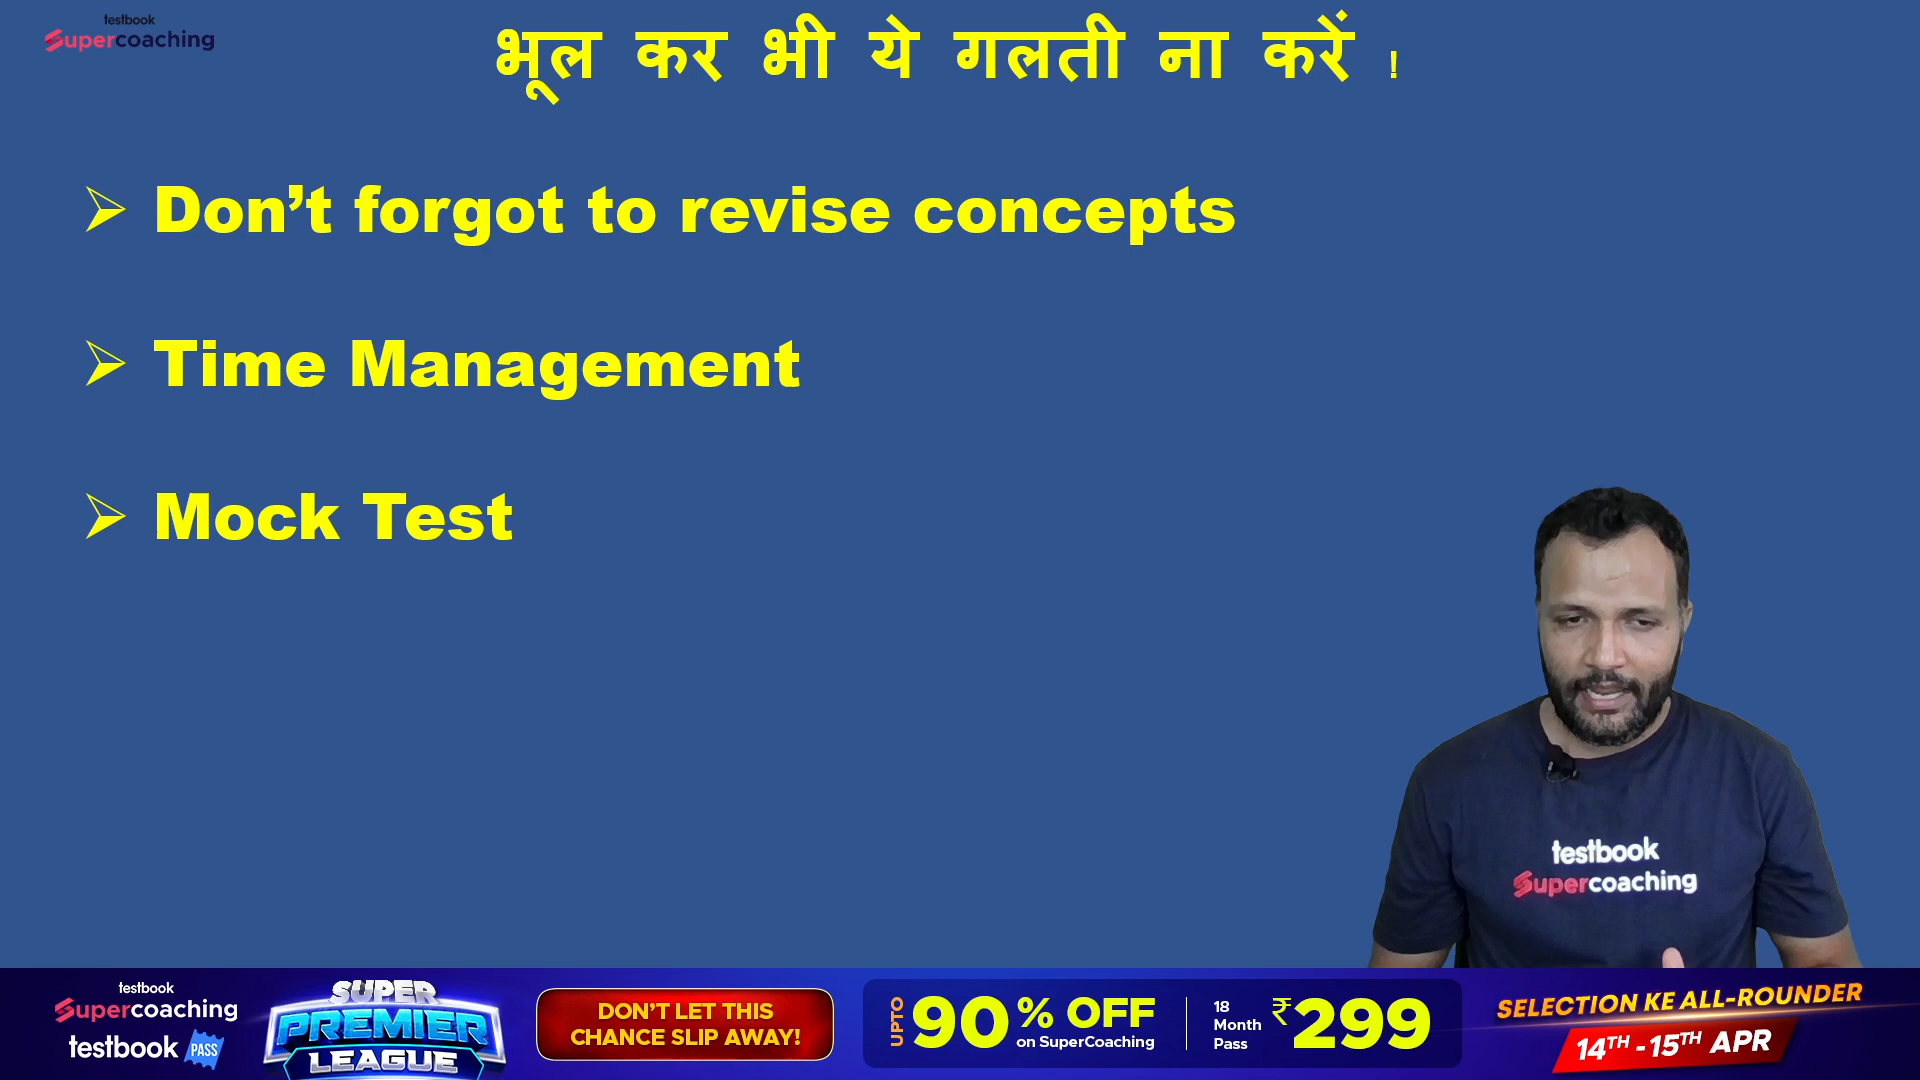 testbook
Supercoaching
भूल कर भी ये गलती ना करें !
➢ Don’t forgot to revise concepts
➢ Time Management
➢ Mock Test
testbook
Supercoaching
testbook
Supercoaching
testbook PASS
SUPER
PREMIER
LEAGUE
DON’T LET THIS
CHANCE SLIP AWAY!
UPTO 90% OFF
on SuperCoaching
18
Month
Pass
₹299
SELECTION KE ALL-ROUNDER
14TH - 15TH APR